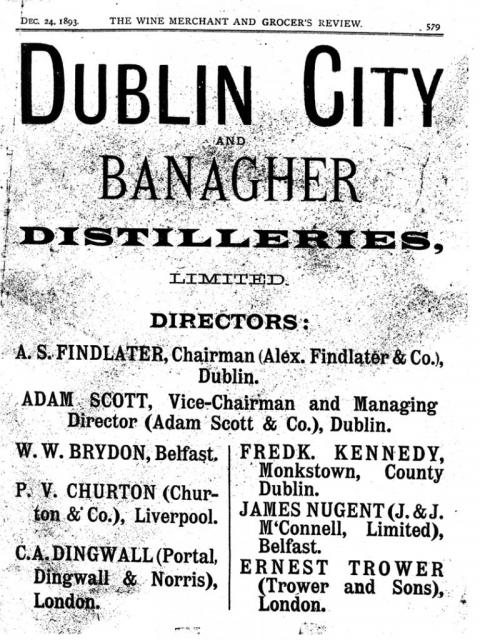 DEC. 24, 1893. THE WINE MERCHANT AND GROCER'S REVIEW. 579
DUBLIN CITY
AND
BANAGHER
DISTILLERIES,
LIMITED.
DIRECTORS:
A. S. FINDLATER, Chairman (Alex. Findlater & Co.),
Dublin.
ADAM SCOTT, Vice-Chairman and Managing
Director (Adam Scott & Co.), Dublin.
W. W. BRYDON, Belfast.
P. V. CHURTON (Chur-
ton & Co.), Liverpool.
C. A. DINGWALL (Portal,
Dingwall & Norris),
London.
FREDK. KENNEDY,
Monkstown, County
Dublin.
JAMES NUGENT (J. & J.
M'Connell, Limited),
Belfast.
ERNEST TROWER
(Trower and Sons),
London.